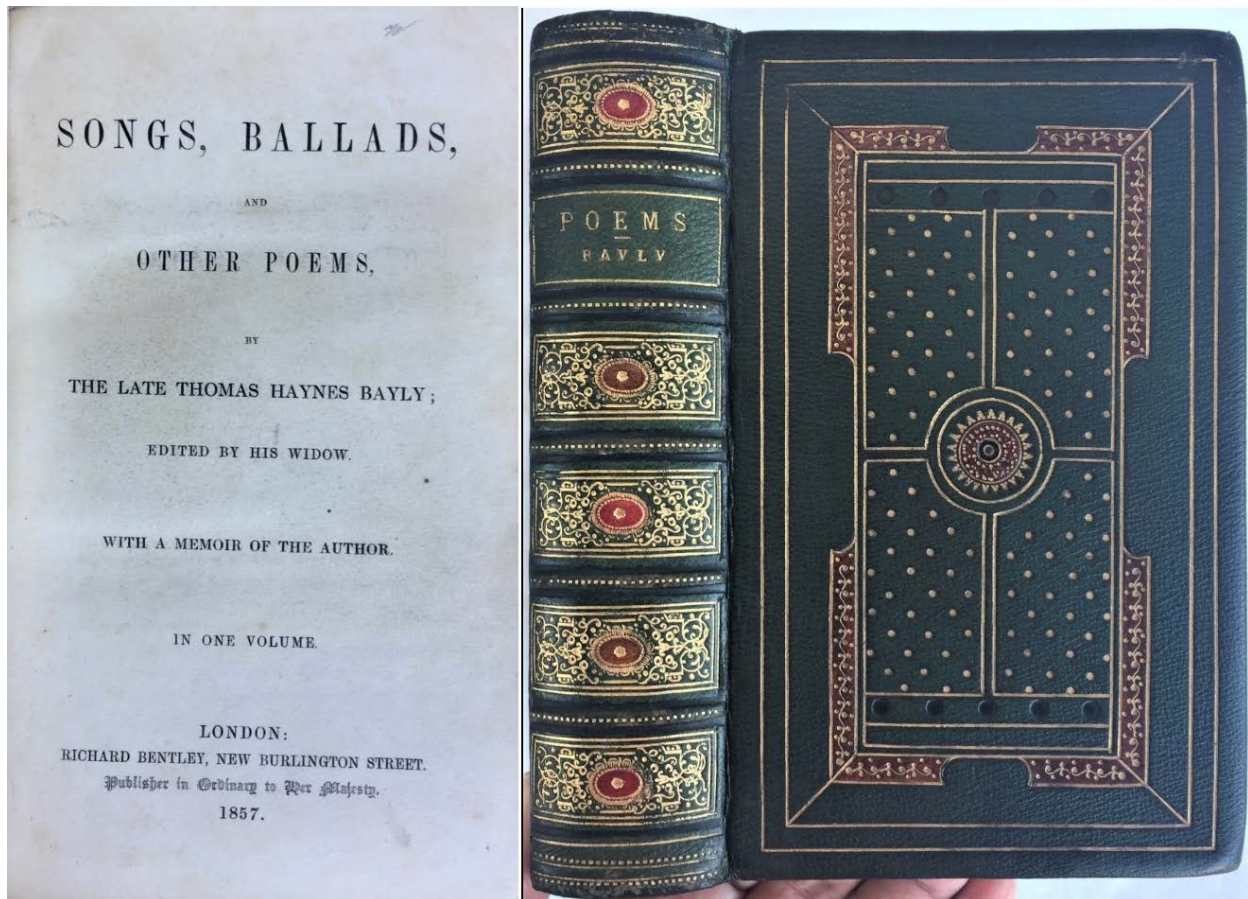 SONGS, BALLADS,
AND
OTHER POEMS,
BY
THE LATE THOMAS HAYNES BAYLY;
EDITED BY HIS WIDOW.
WITH A MEMOIR OF THE AUTHOR.
IN ONE VOLUME.
LONDON:
RICHARD BENTLEY, NEW BURLINGTON STREET.
Publisher in Ordinary to Her Majesty.
1857.
POEMS
BAYLY